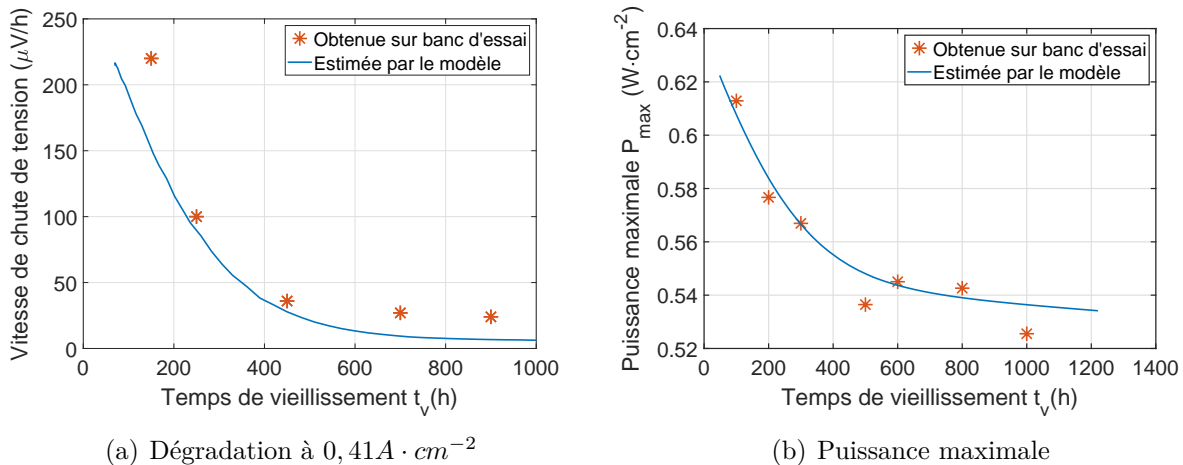 Vitesse de chute de tension (μV/h)
250
200
150
100
50
0
0 200 400 600 800 1000
Temps de vieillissement t_v(h)
Obtenue sur banc d'essai
Estimée par le modèle
(a) Dégradation à 0, 41A · cm⁻²
Puissance maximale P_max (W·cm⁻²)
0.64
0.62
0.6
0.58
0.56
0.54
0.52
0 200 400 600 800 1000 1200 1400
Temps de vieillissement t_v(h)
Obtenue sur banc d'essai
Estimée par le modèle
(b) Puissance maximale